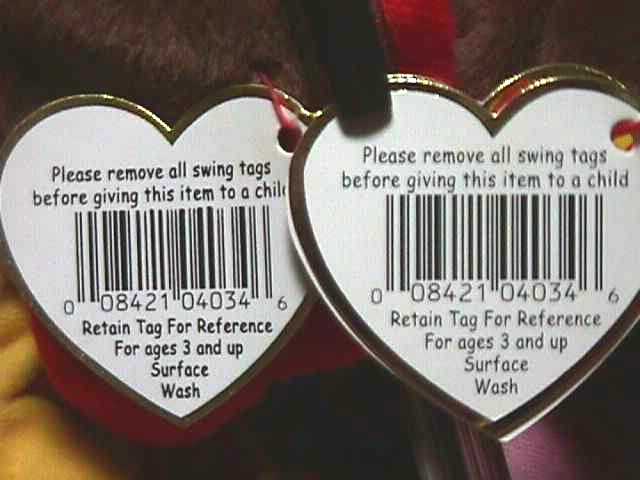 Please remove all swing tags
before giving this item to a child
0 08421 04034 6
Retain Tag For Reference
For ages 3 and up
Surface
Wash
Please remove all swing tags
before giving this item to a child
0 08421 04034 6
Retain Tag For Reference
For ages 3 and up
Surface
Wash